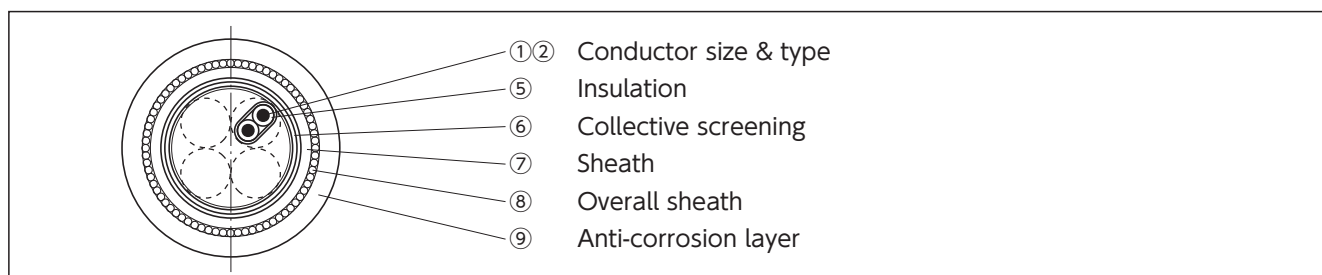 ①② Conductor size & type
⑤ Insulation
⑥ Collective screening
⑦ Sheath
⑧ Overall sheath
⑨ Anti-corrosion layer